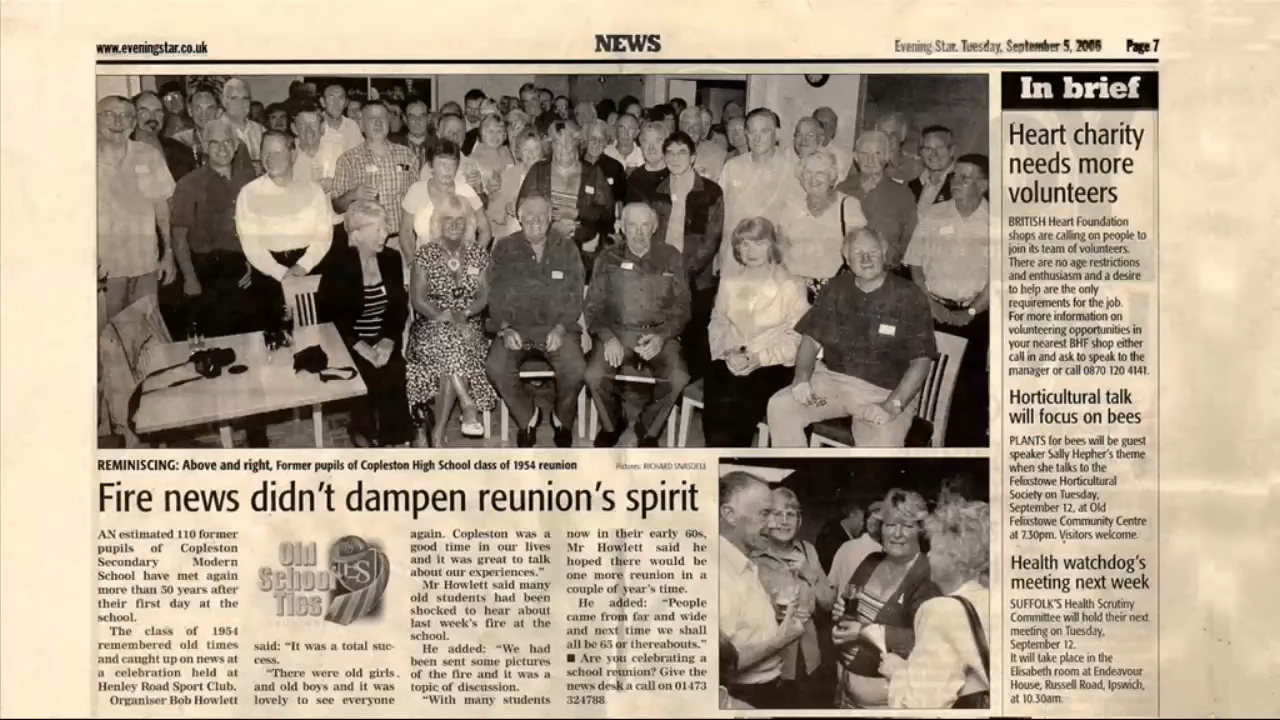 www.eveningstar.co.uk
NEWS
Evening Star, Tuesday, September 5, 2006 Page 7
REMINISCING: Above and right, Former pupils of Copleston High School class of 1954 reunion
Pictures: RICHARD SNASDELL
Fire news didn't dampen reunion's spirit
AN estimated 110 former
pupils of Copleston
Secondary Modern
School have met again
more than 50 years after
their first day at the
school.
The class of 1954
remembered old times
and caught up on news at
a celebration held at
Henley Road Sport Club.
Organiser Bob Howlett
Old
School
Ties
ES
said: "It was a total suc-
cess.
"There were old girls
and old boys and it was
lovely to see everyone
again. Copleston was a
good time in our lives
and it was great to talk
about our experiences."
Mr Howlett said many
old students had been
shocked to hear about
last week's fire at the
school.
He added: "We had
been sent some pictures
of the fire and it was a
topic of discussion.
"With many students
now in their early 60s,
Mr Howlett said he
hoped there would be
one more reunion in a
couple of year's time.
He added: "People
came from far and wide
and next time we shall
all be 65 or thereabouts."
■ Are you celebrating a
school reunion? Give the
news desk a call on 01473
324788.
In brief
Heart charity
needs more
volunteers
BRITISH Heart Foundation
shops are calling on people to
join its team of volunteers.
There are no age restrictions
and enthusiasm and a desire
to help are the only
requirements for the job.
For more information on
volunteering opportunities in
your nearest BHF shop either
call in and ask to speak to the
manager or call 0870 120 4141.
Horticultural talk
will focus on bees
PLANTS for bees will be guest
speaker Sally Hepher's theme
when she talks to the
Felixstowe Horticultural
Society on Tuesday,
September 12, at Old
Felixstowe Community Centre
at 7.30pm. Visitors welcome.
Health watchdog's
meeting next week
SUFFOLK'S Health Scrutiny
Committee will hold their next
meeting on Tuesday,
September 12.
It will take place in the
Elisabeth room at Endeavour
House, Russell Road, Ipswich,
at 10.30am.